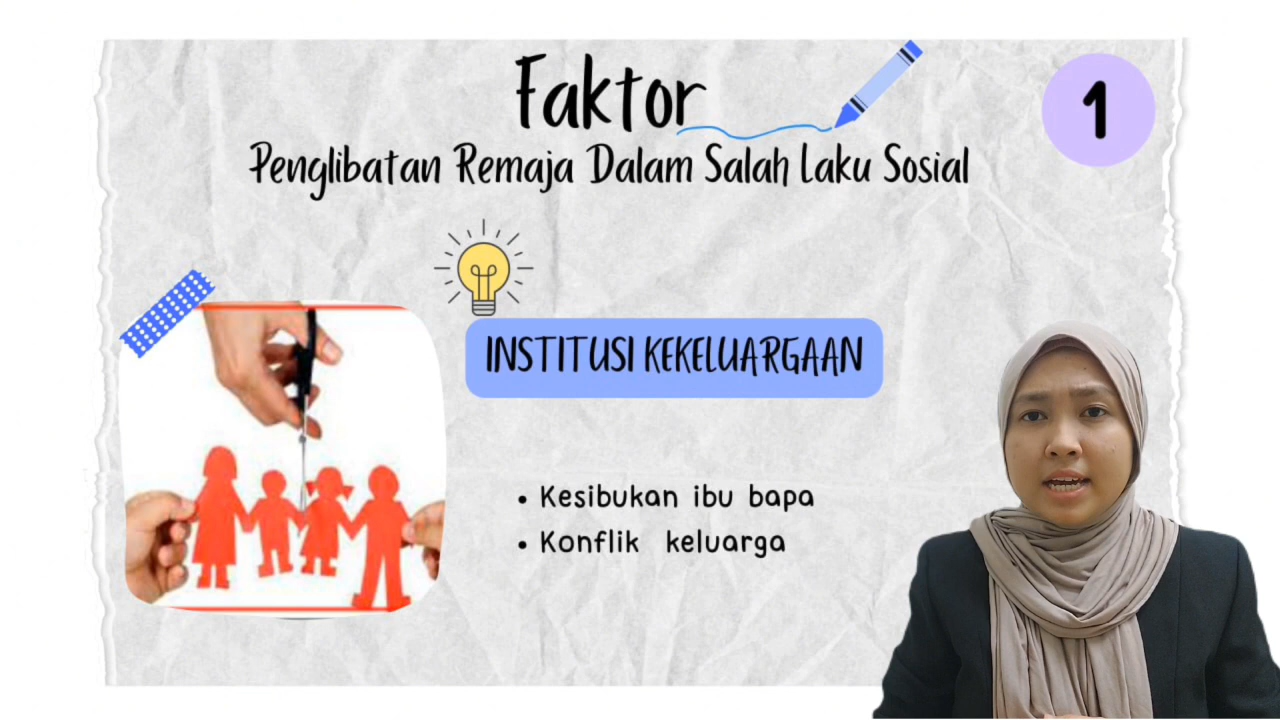 Faktor
1
Penglibatan Remaja Dalam Salah Laku Sosial
INSTITUSI KEKELUARGAAN
• Kesibukan ibu bapa
• Konflik keluarga